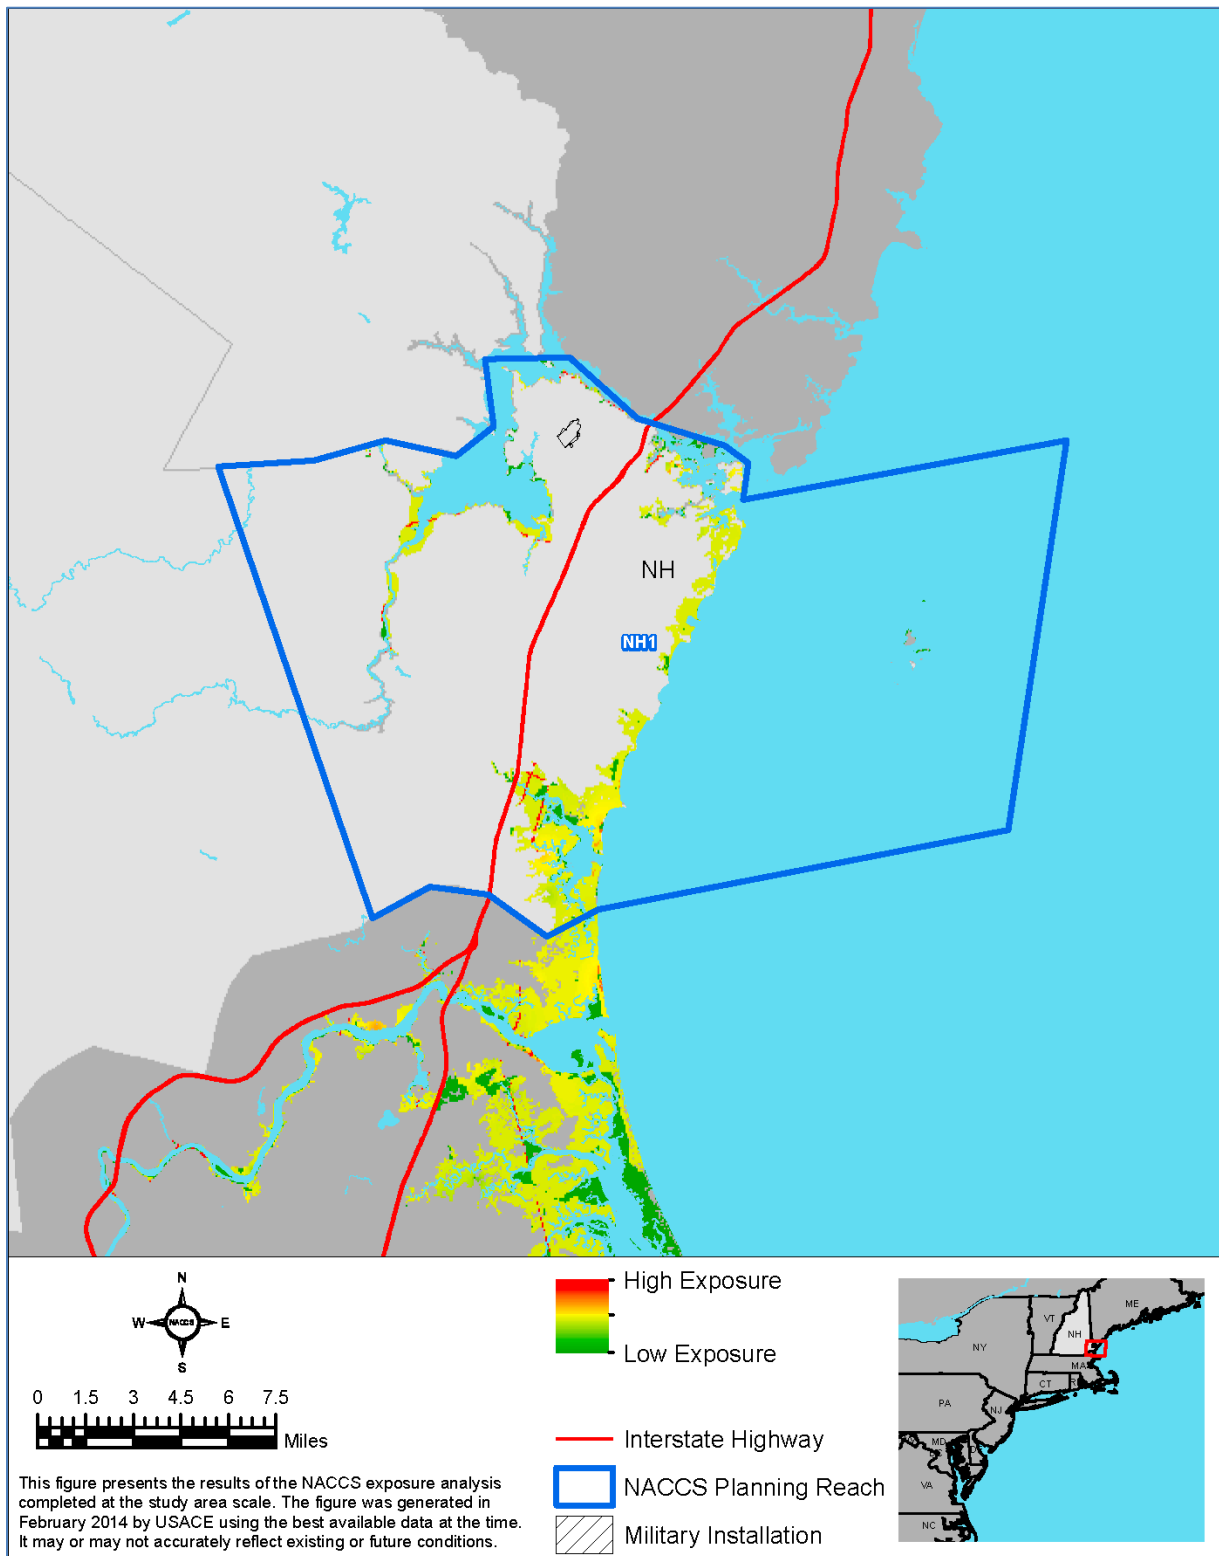 NH
NH1
N
W
NACCS
E
S
0 1.5 3 4.5 6 7.5
Miles
This figure presents the results of the NACCS exposure analysis
completed at the study area scale. The figure was generated in
February 2014 by USACE using the best available data at the time.
It may or may not accurately reflect existing or future conditions.
High Exposure
Low Exposure
Interstate Highway
NACCS Planning Reach
Military Installation
ME
VT
NH
NY
MA
CT
PA
NJ
MD
VA
NC